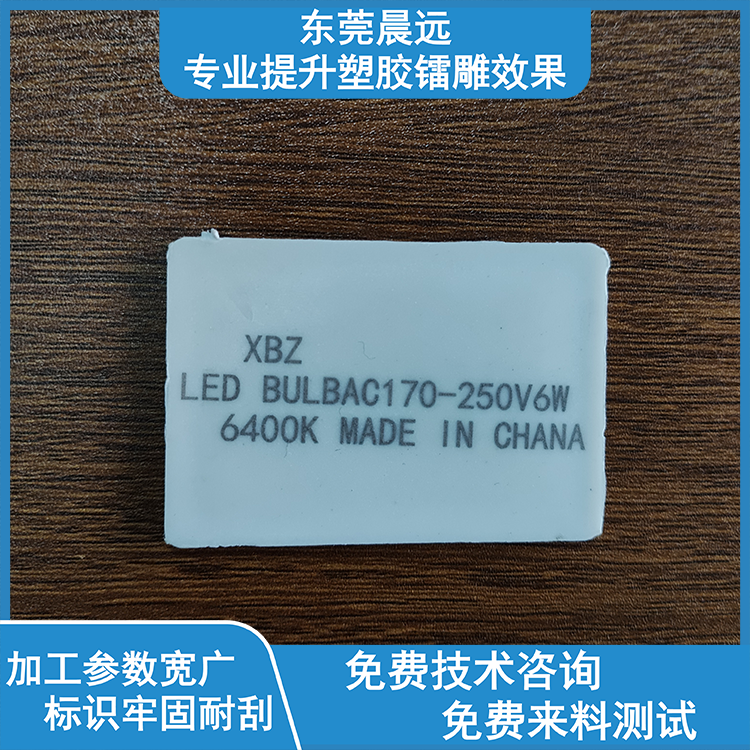 东莞晨远
专业提升塑胶镭雕效果
XBZ
LED BULBAC170-250V6W
6400K MADE IN CHANA
加工参数宽广
标识牢固耐刮
免费技术咨询
免费来料测试